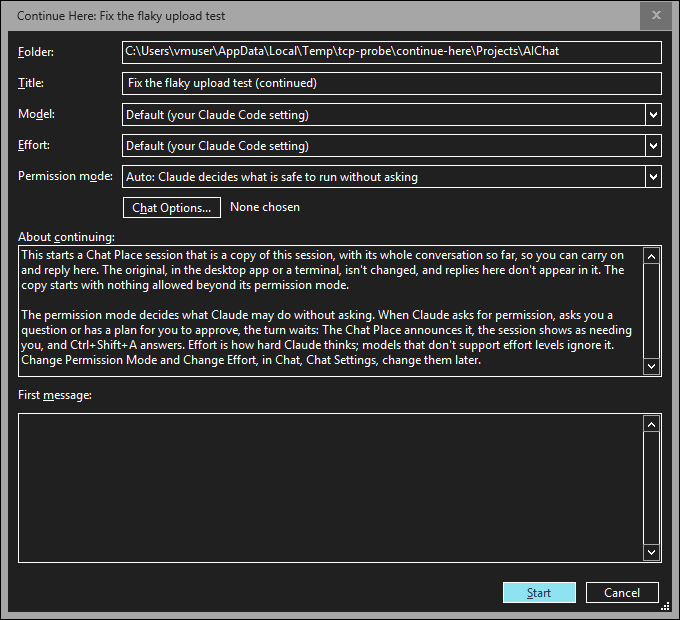 Continue Here: Fix the flaky upload test
Folder:
C:\Users\vmuser\AppData\Local\Temp\tcp-probe\continue-here\Projects\AIChat
Title:
Fix the flaky upload test (continued)
Model:
Default (your Claude Code setting)
Effort:
Default (your Claude Code setting)
Permission mode:
Auto: Claude decides what is safe to run without asking
Chat Options...
None chosen
About continuing:
This starts a Chat Place session that is a copy of this session, with its whole conversation so far, so you can carry on
and reply here. The original, in the desktop app or a terminal, isn't changed, and replies here don't appear in it. The
copy starts with nothing allowed beyond its permission mode.
The permission mode decides what Claude may do without asking. When Claude asks for permission, asks you a
question or has a plan for you to approve, the turn waits: The Chat Place announces it, the session shows as needing
you, and Ctrl+Shift+A answers. Effort is how hard Claude thinks; models that don't support effort levels ignore it.
Change Permission Mode and Change Effort, in Chat, Chat Settings, change them later.
First message:
Start
Cancel